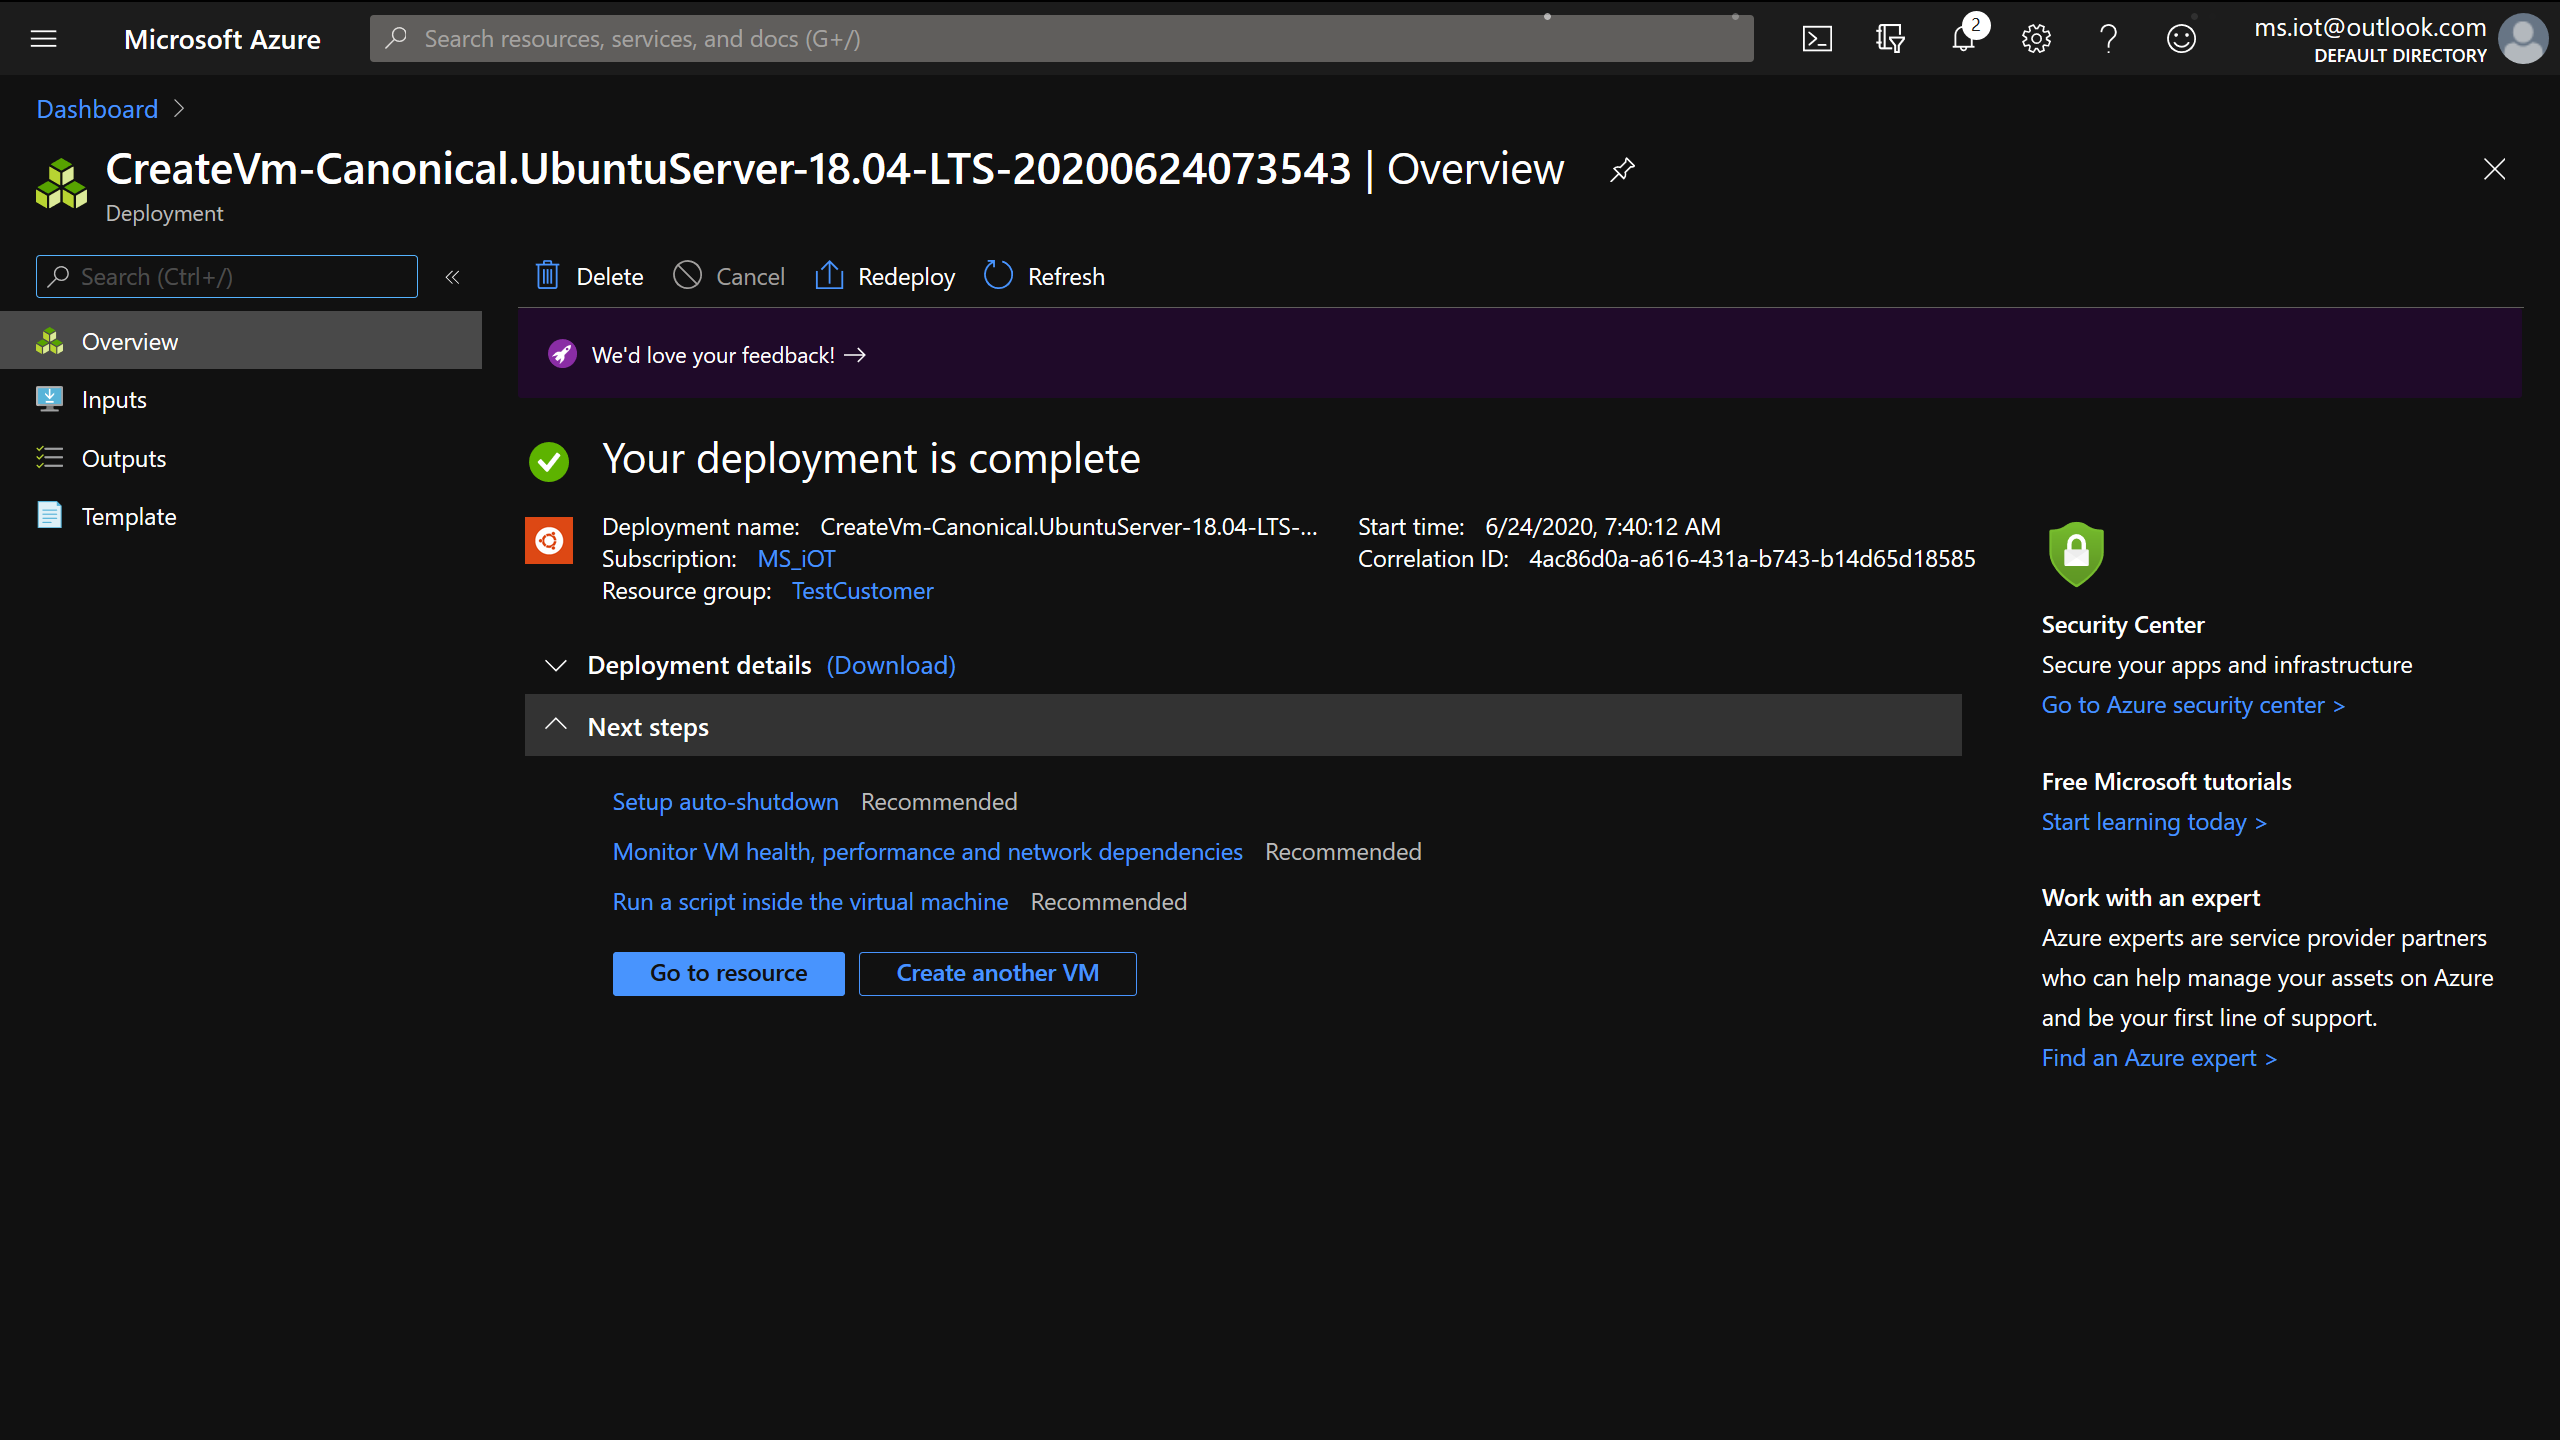 Microsoft Azure
Search resources, services, and docs (G+/)
2
ms.iot@outlook.com
DEFAULT DIRECTORY
Dashboard >
CreateVm-Canonical.UbuntuServer-18.04-LTS-20200624073543 | Overview
Deployment
Search (Ctrl+/)
«
Delete
Cancel
Redeploy
Refresh
Overview
Inputs
Outputs
Template
We'd love your feedback! →
Your deployment is complete
Deployment name: CreateVm-Canonical.UbuntuServer-18.04-LTS-...
Subscription: MS_iOT
Resource group: TestCustomer
Start time: 6/24/2020, 7:40:12 AM
Correlation ID: 4ac86d0a-a616-431a-b743-b14d65d18585
Deployment details (Download)
Next steps
Setup auto-shutdown Recommended
Monitor VM health, performance and network dependencies Recommended
Run a script inside the virtual machine Recommended
Go to resource
Create another VM
Security Center
Secure your apps and infrastructure
Go to Azure security center >
Free Microsoft tutorials
Start learning today >
Work with an expert
Azure experts are service provider partners
who can help manage your assets on Azure
and be your first line of support.
Find an Azure expert >